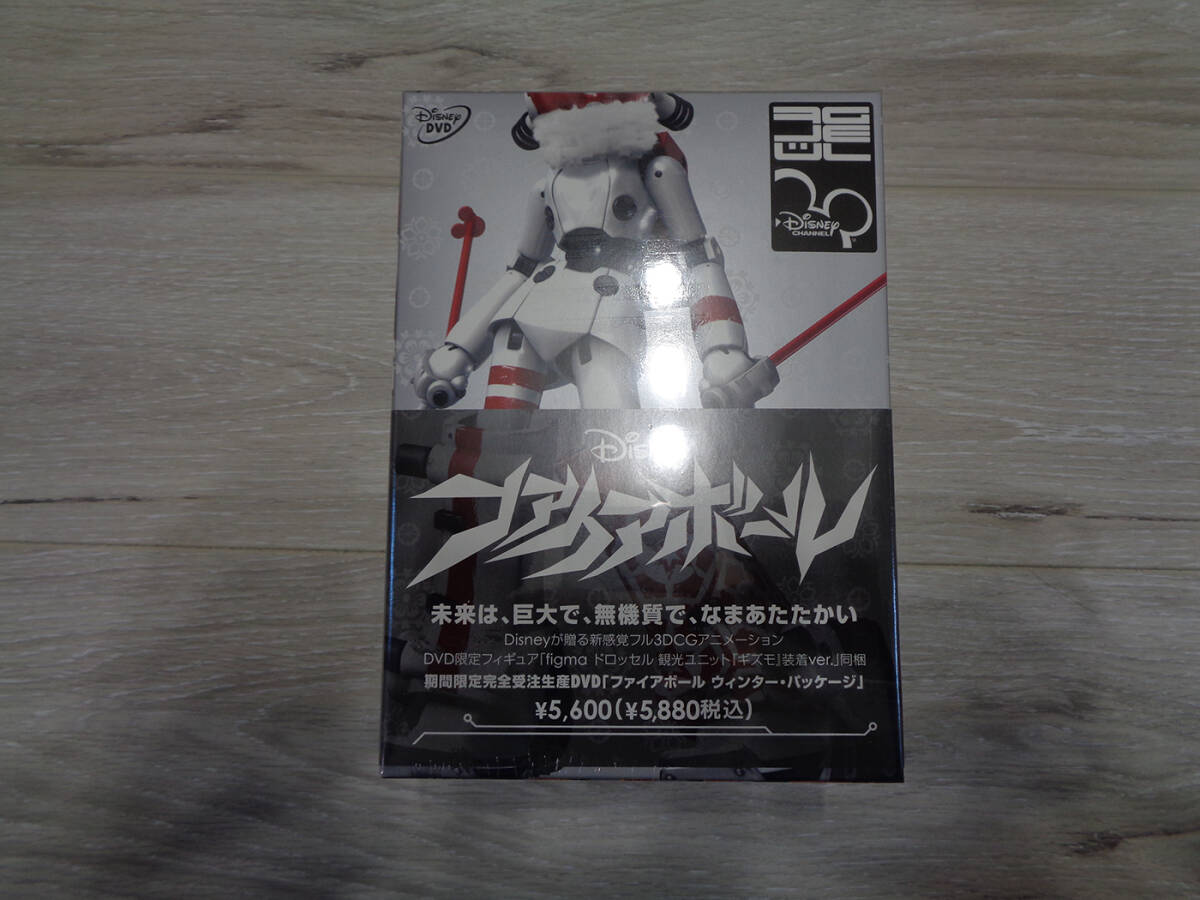 Disney
DVD
Disney
CHANNEL
Dis
ファイアボール
未来は、巨大で、無機質で、なまあたたかい
Disneyが贈る新感覚フル3DCGアニメーション
DVD限定フィギュア「figma ドロッセル 観光ユニット『ギズモ』装着ver.」同梱
期間限定完全受注生産DVD「ファイアボール ウィンター・パッケージ」
¥5,600(¥5,880税込)